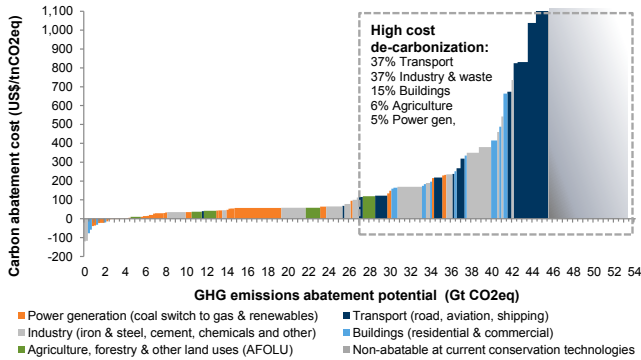 1,100
1,000
900
800
700
600
500
400
300
200
100
0
-100
-200
Carbon abatement cost (US$/tnCO2eq)
High cost
de-carbonization:
37% Transport
37% Industry & waste
15% Buildings
6% Agriculture
5% Power gen,
0 2 4 6 8 10 12 14 16 18 20 22 24 26 28 30 32 34 36 38 40 42 44 46 48 50 52 54
GHG emissions abatement potential (Gt CO2eq)
Power generation (coal switch to gas & renewables)
Transport (road, aviation, shipping)
Industry (iron & steel, cement, chemicals and other)
Buildings (residential & commercial)
Agriculture, forestry & other land uses (AFOLU)
Non-abatable at current conservation technologies